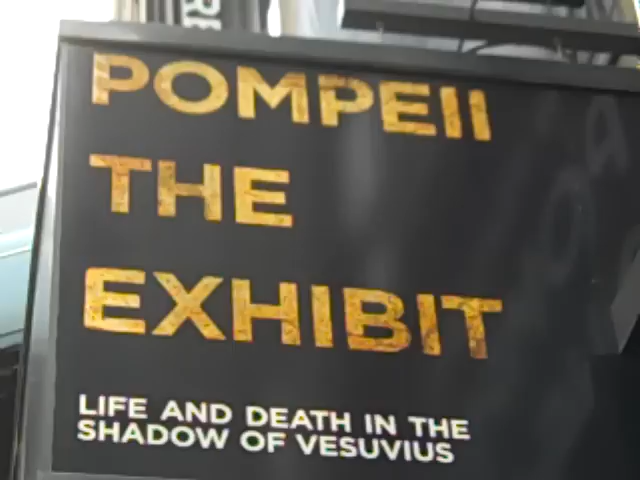 POMPEII
THE
EXHIBIT
LIFE AND DEATH IN THE
SHADOW OF VESUVIUS